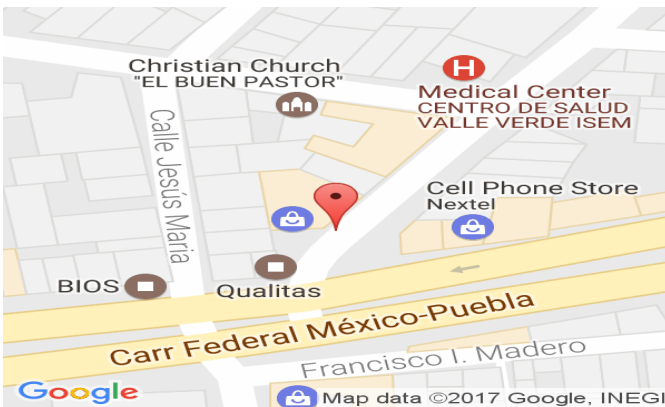 Christian Church
"EL BUEN PASTOR"
H
Medical Center
CENTRO DE SALUD
VALLE VERDE ISEM
Calle Jesús Maria
Cell Phone Store
Nextel
BIOS
Qualitas
Carr Federal México-Puebla
Francisco I. Madero
Google
Map data ©2017 Google, INEGI